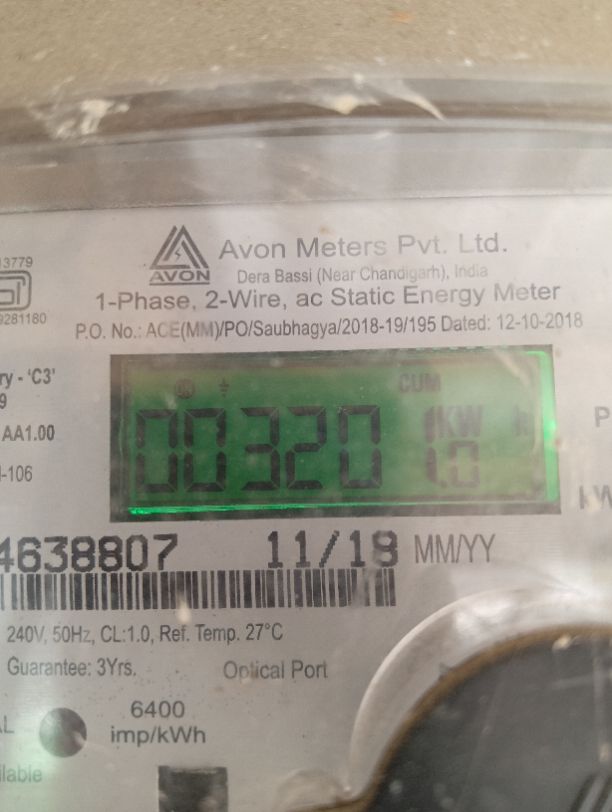 13779
9281180
AVON
Avon Meters Pvt. Ltd.
Dera Bassi (Near Chandigarh), India
1-Phase, 2-Wire, ac Static Energy Meter
P.O. No.: ACE(MM)/PO/Saubhagya/2018-19/195 Dated: 12-10-2018
ry - 'C3'
9
AA1.00
-106
CUM
003201 KW h
1.0
P
kW
4638807 11/18 MM/YY
240V, 50Hz, CL:1.0, Ref. Temp. 27°C
Guarantee: 3Yrs. Optical Port
AL
6400
imp/kWh
ilable